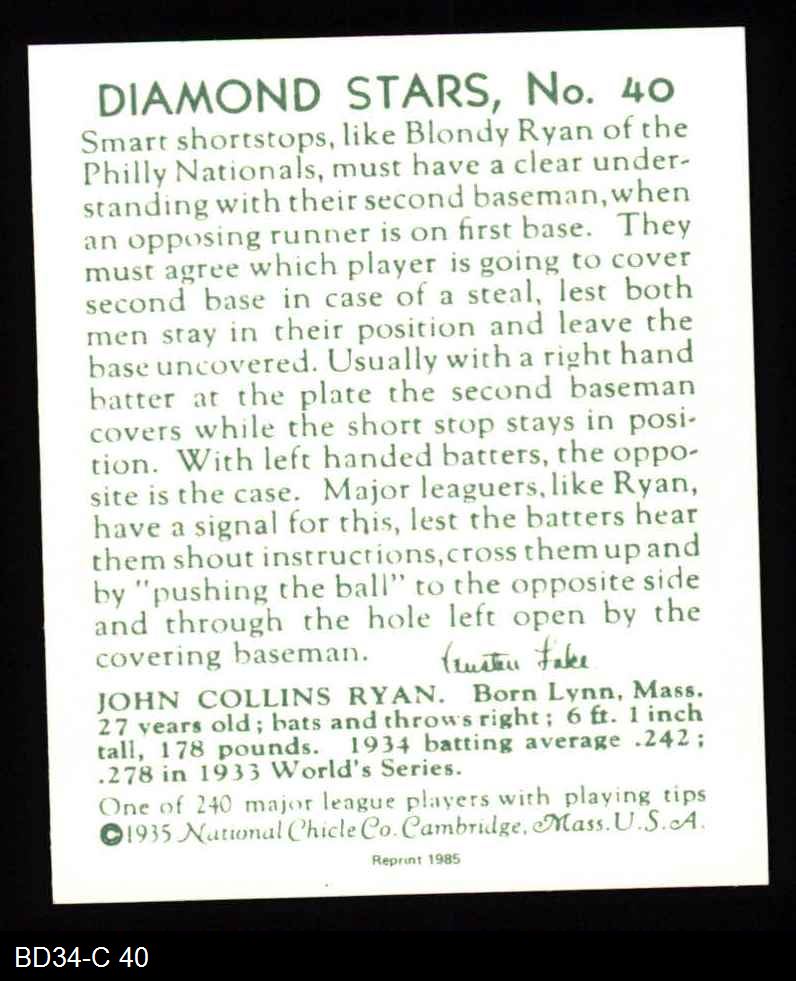 DIAMOND STARS, No. 40
Smart shortstops, like Blondy Ryan of the
Philly Nationals, must have a clear under-
standing with their second baseman, when
an opposing runner is on first base. They
must agree which player is going to cover
second base in case of a steal, lest both
men stay in their position and leave the
base uncovered. Usually with a right hand
batter at the plate the second baseman
covers while the short stop stays in posi-
tion. With left handed batters, the oppo-
site is the case. Major leaguers, like Ryan,
have a signal for this, lest the batters hear
them shout instructions, cross them up and
by "pushing the ball" to the opposite side
and through the hole left open by the
covering baseman.
JOHN COLLINS RYAN. Born Lynn, Mass.
27 years old; bats and throws right; 6 ft. 1 inch
tall, 178 pounds. 1934 batting average .242;
.278 in 1933 World's Series.
One of 240 major league players with playing tips
©1935 National Chicle Co. Cambridge, Mass. U.S.A.
Reprint 1985
BD34-C 40